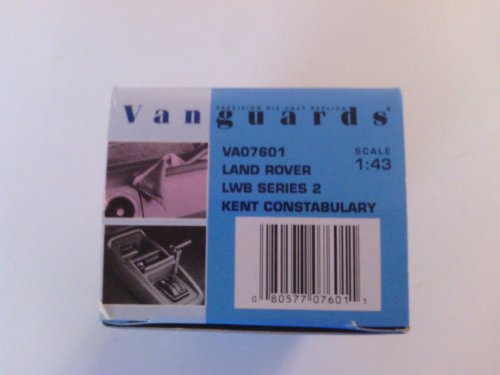 Vanguards
PRECISION DIE-CAST REPLICA
VA07601
LAND ROVER
LWB SERIES 2
KENT CONSTABULARY
SCALE
1:43
0 80577 07601 1